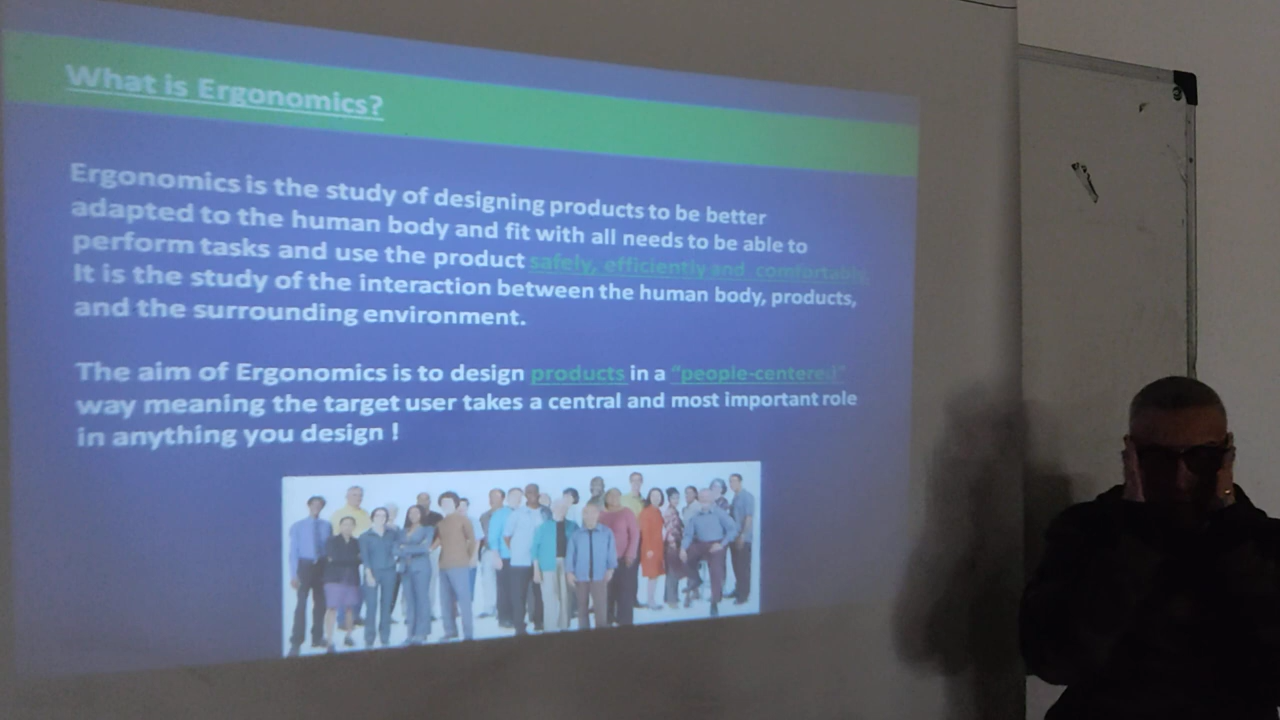 What is Ergonomics?
Ergonomics is the study of designing products to be better
adapted to the human body and fit with all needs to be able to
perform tasks and use the product safely, efficiently and comfortably.
It is the study of the interaction between the human body, products,
and the surrounding environment.
The aim of Ergonomics is to design products in a "people-centered"
way meaning the target user takes a central and most important role
in anything you design !